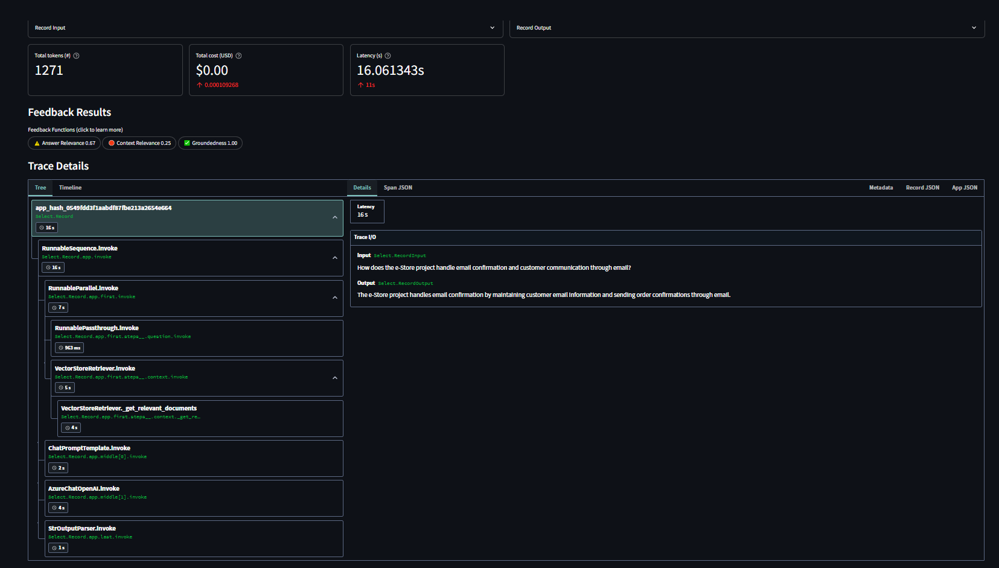 Record Input
Record Output
Total tokens (#)
1271
Total cost (USD)
$0.00
0.000109268
Latency (s)
16.061343s
11s
Feedback Results
Feedback Functions (click to learn more)
Answer Relevance 0.67
Context Relevance 0.25
Groundedness 1.00
Trace Details
Tree
Timeline
Details
Span JSON
Metadata
Record JSON
App JSON
app_hash_0549fdd3f1aabdf87fbe213a2654e664
Select.Record
16 s
RunnableSequence.invoke
Select.Record.app.invoke
16 s
RunnableParallel.invoke
Select.Record.app.first.invoke
7 s
RunnablePassthrough.invoke
Select.Record.app.first.steps__.question.invoke
963 ms
VectorStoreRetriever.invoke
Select.Record.app.first.steps__.context.invoke
5 s
VectorStoreRetriever._get_relevant_documents
Select.Record.app.first.steps__.context._get_re…
4 s
ChatPromptTemplate.invoke
Select.Record.app.middle[0].invoke
2 s
AzureChatOpenAI.invoke
Select.Record.app.middle[1].invoke
4 s
StrOutputParser.invoke
Select.Record.app.last.invoke
1 s
Latency
16 s
Trace I/O
Input Select.RecordInput
How does the e-Store project handle email confirmation and customer communication through email?
Output Select.RecordOutput
The e-Store project handles email confirmation by maintaining customer email information and sending order confirmations through email.